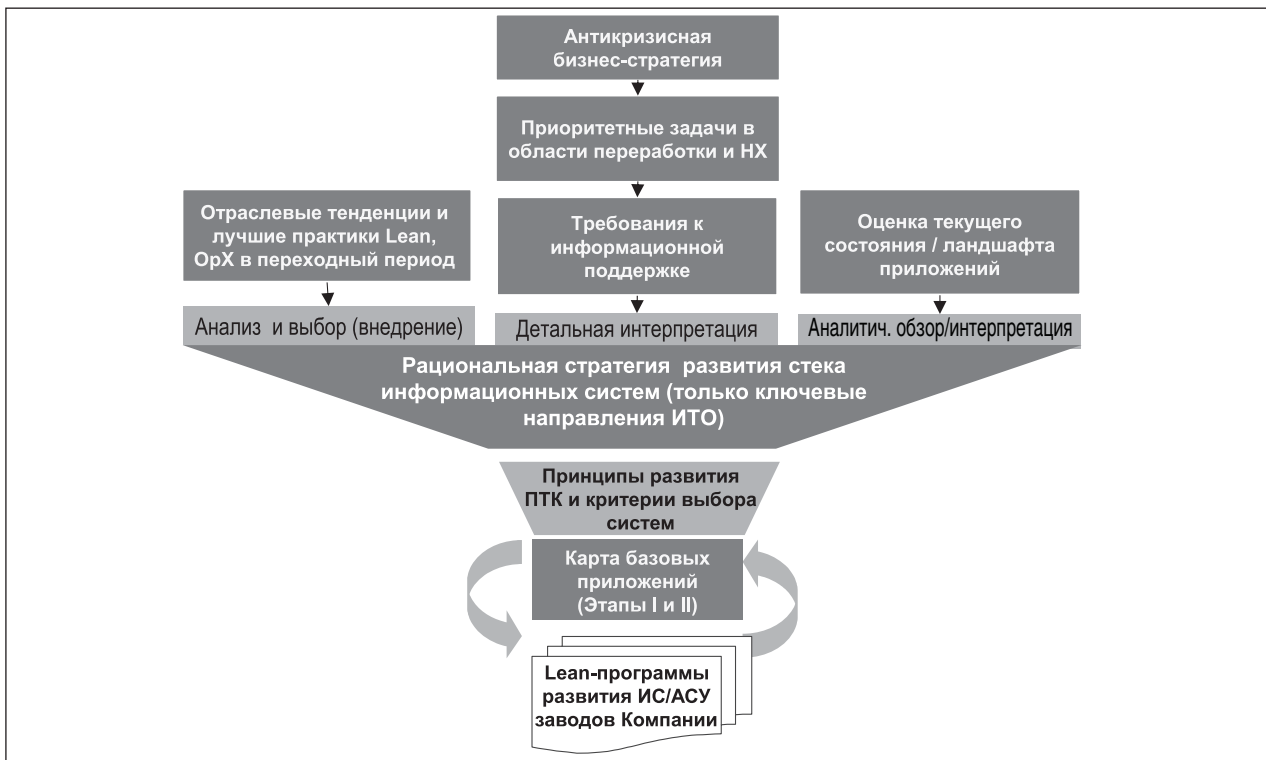 Антикризисная
бизнес-стратегия
Приоритетные задачи в
области переработки и НХ
Отраслевые тенденции и
лучшие практики Lean,
OpX в переходный период
Требования к
информационной
поддержке
Оценка текущего
состояния / ландшафта
приложений
Анализ и выбор (внедрение)
Детальная интерпретация
Аналитич. обзор/интерпретация
Рациональная стратегия развития стека
информационных систем (только ключевые
направления ИТО)
Принципы развития
ПТК и критерии выбора
систем
Карта базовых
приложений
(Этапы I и II)
Lean-программы
развития ИС/АСУ
заводов Компании